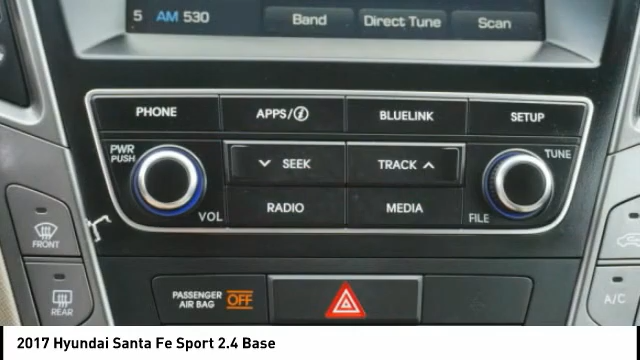 5 AM 530 Band Direct Tune Scan
PHONE APPS/i BLUELINK SETUP
PWR PUSH
SEEK TRACK
TUNE
VOL RADIO MEDIA FILE
FRONT
REAR
PASSENGER AIR BAG OFF
A/C
2017 Hyundai Santa Fe Sport 2.4 Base